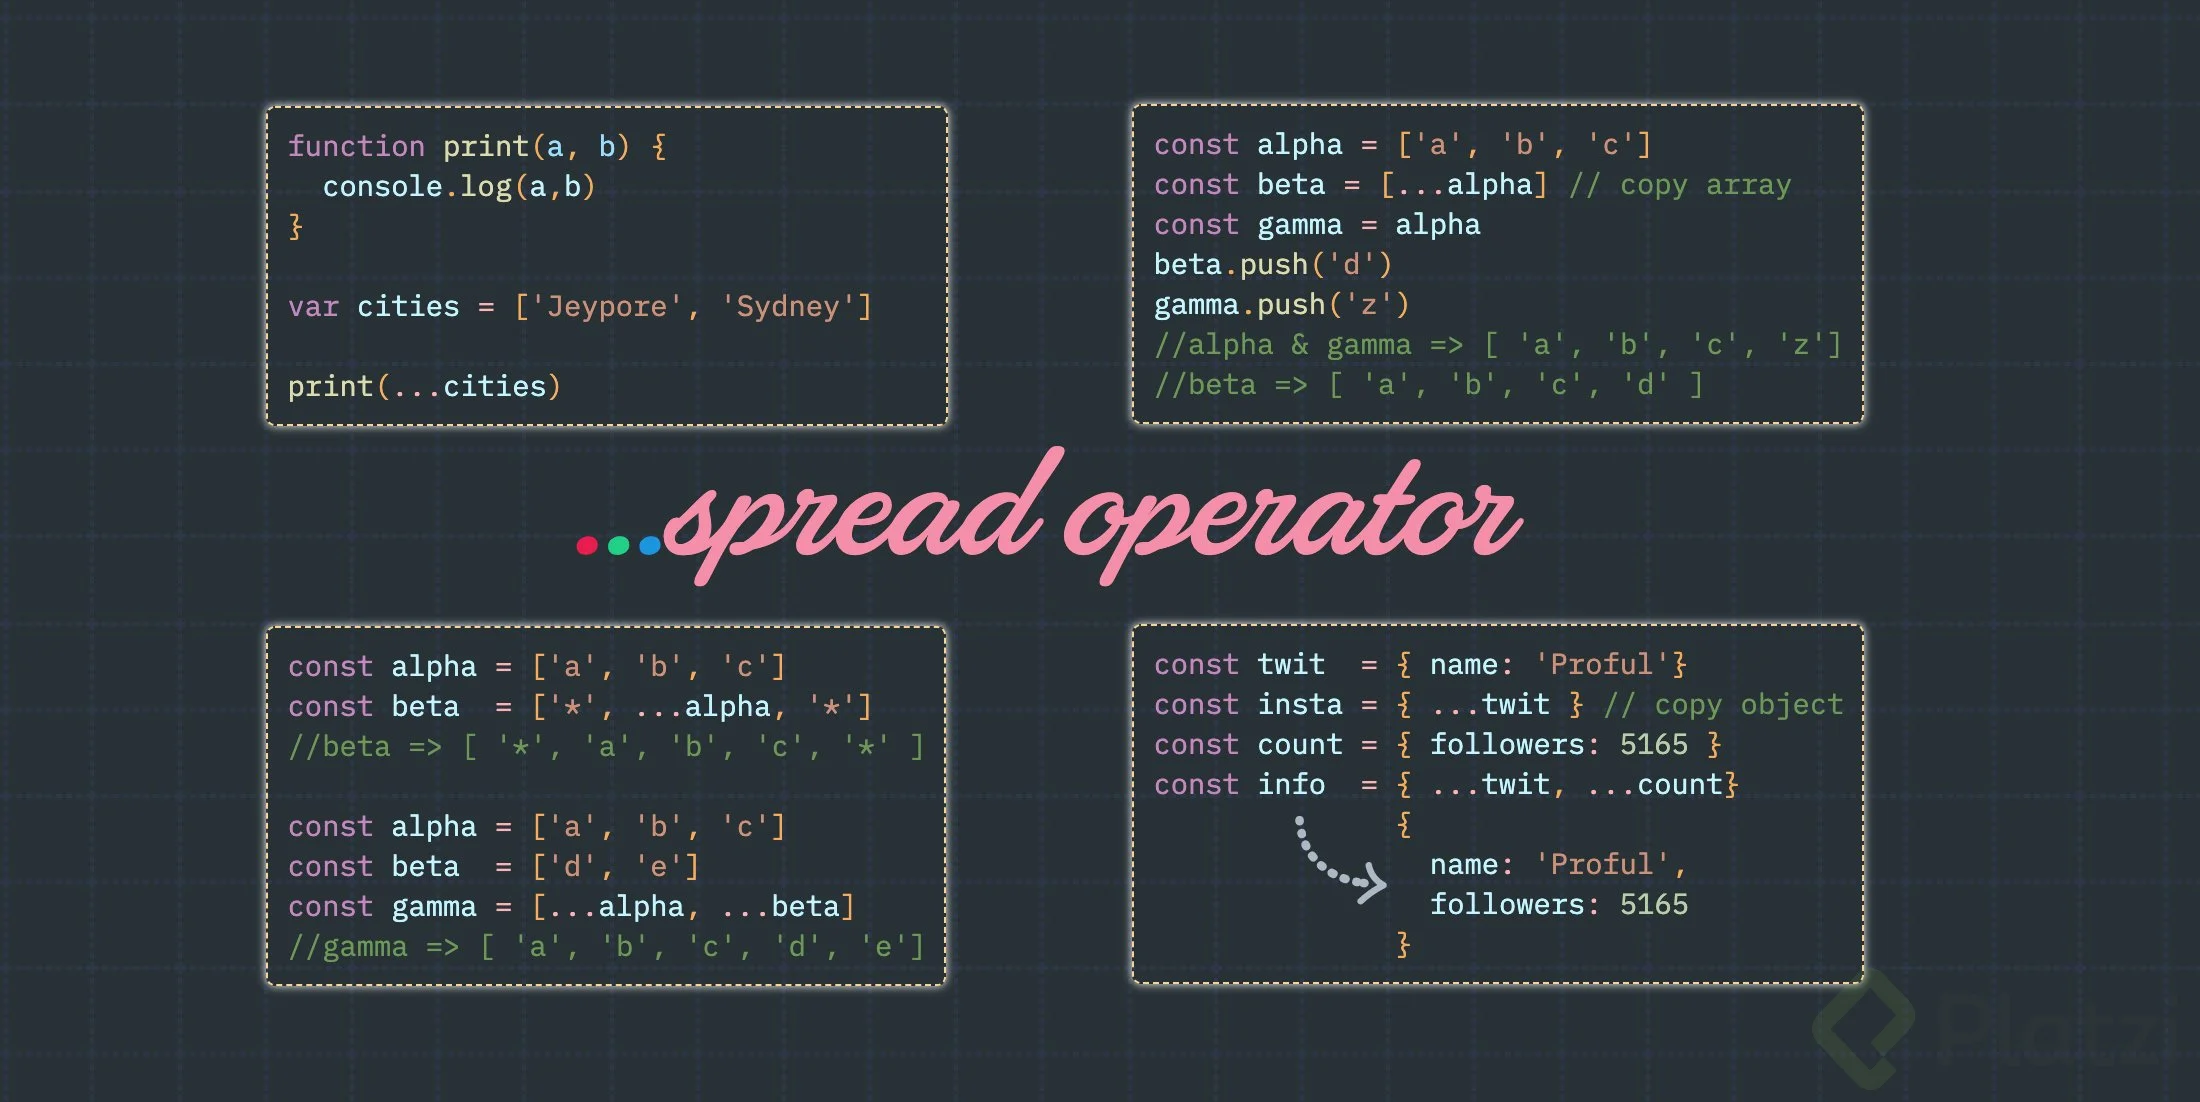 function print(a, b) {
  console.log(a,b)
}
var cities = ['Jeypore', 'Sydney']
print(...cities)
const alpha = ['a', 'b', 'c']
const beta = [...alpha] // copy array
const gamma = alpha
beta.push('d')
gamma.push('z')
//alpha & gamma => [ 'a', 'b', 'c', 'z']
//beta => [ 'a', 'b', 'c', 'd' ]
...spread operator
const alpha = ['a', 'b', 'c']
const beta  = ['*', ...alpha, '*']
//beta => [ '*', 'a', 'b', 'c', '*' ]
const alpha = ['a', 'b', 'c']
const beta  = ['d', 'e']
const gamma = [...alpha, ...beta]
//gamma => [ 'a', 'b', 'c', 'd', 'e']
const twit  = { name: 'Proful'}
const insta = { ...twit } // copy object
const count = { followers: 5165 }
const info  = { ...twit, ...count}
{
  name: 'Proful',
  followers: 5165
}
Platzi